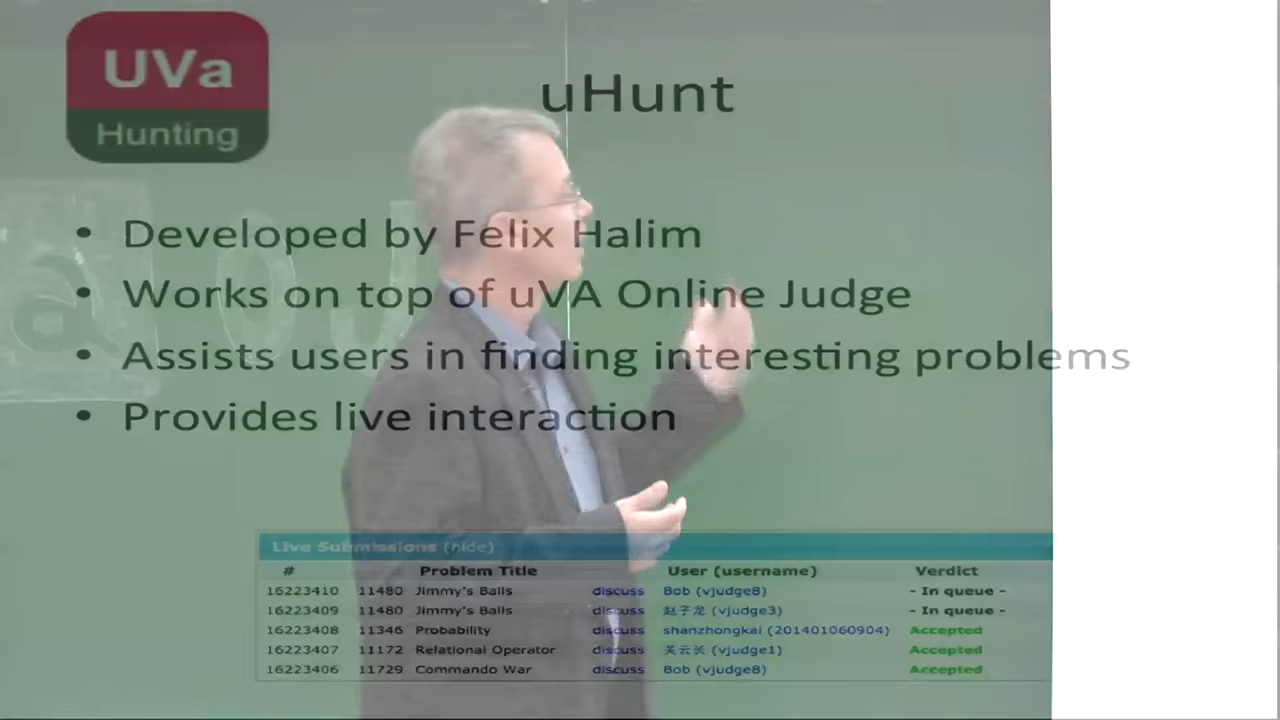 UVa
Hunting
uHunt
• Developed by Felix Halim
• Works on top of uVA Online Judge
• Assists users in finding interesting problems
• Provides live interaction
Live Submissions (hide)
# Problem Title User (username) Verdict
16223410 11480 Jimmy's Balls discuss Bob (vjudge8) - In queue -
16223409 11480 Jimmy's Balls discuss 赵子龙 (vjudge3) - In queue -
16223408 11346 Probability discuss shanzhongkai (201401060904) Accepted
16223407 11172 Relational Operator discuss 关云长 (vjudge1) Accepted
16223406 11729 Commando War discuss Bob (vjudge8) Accepted